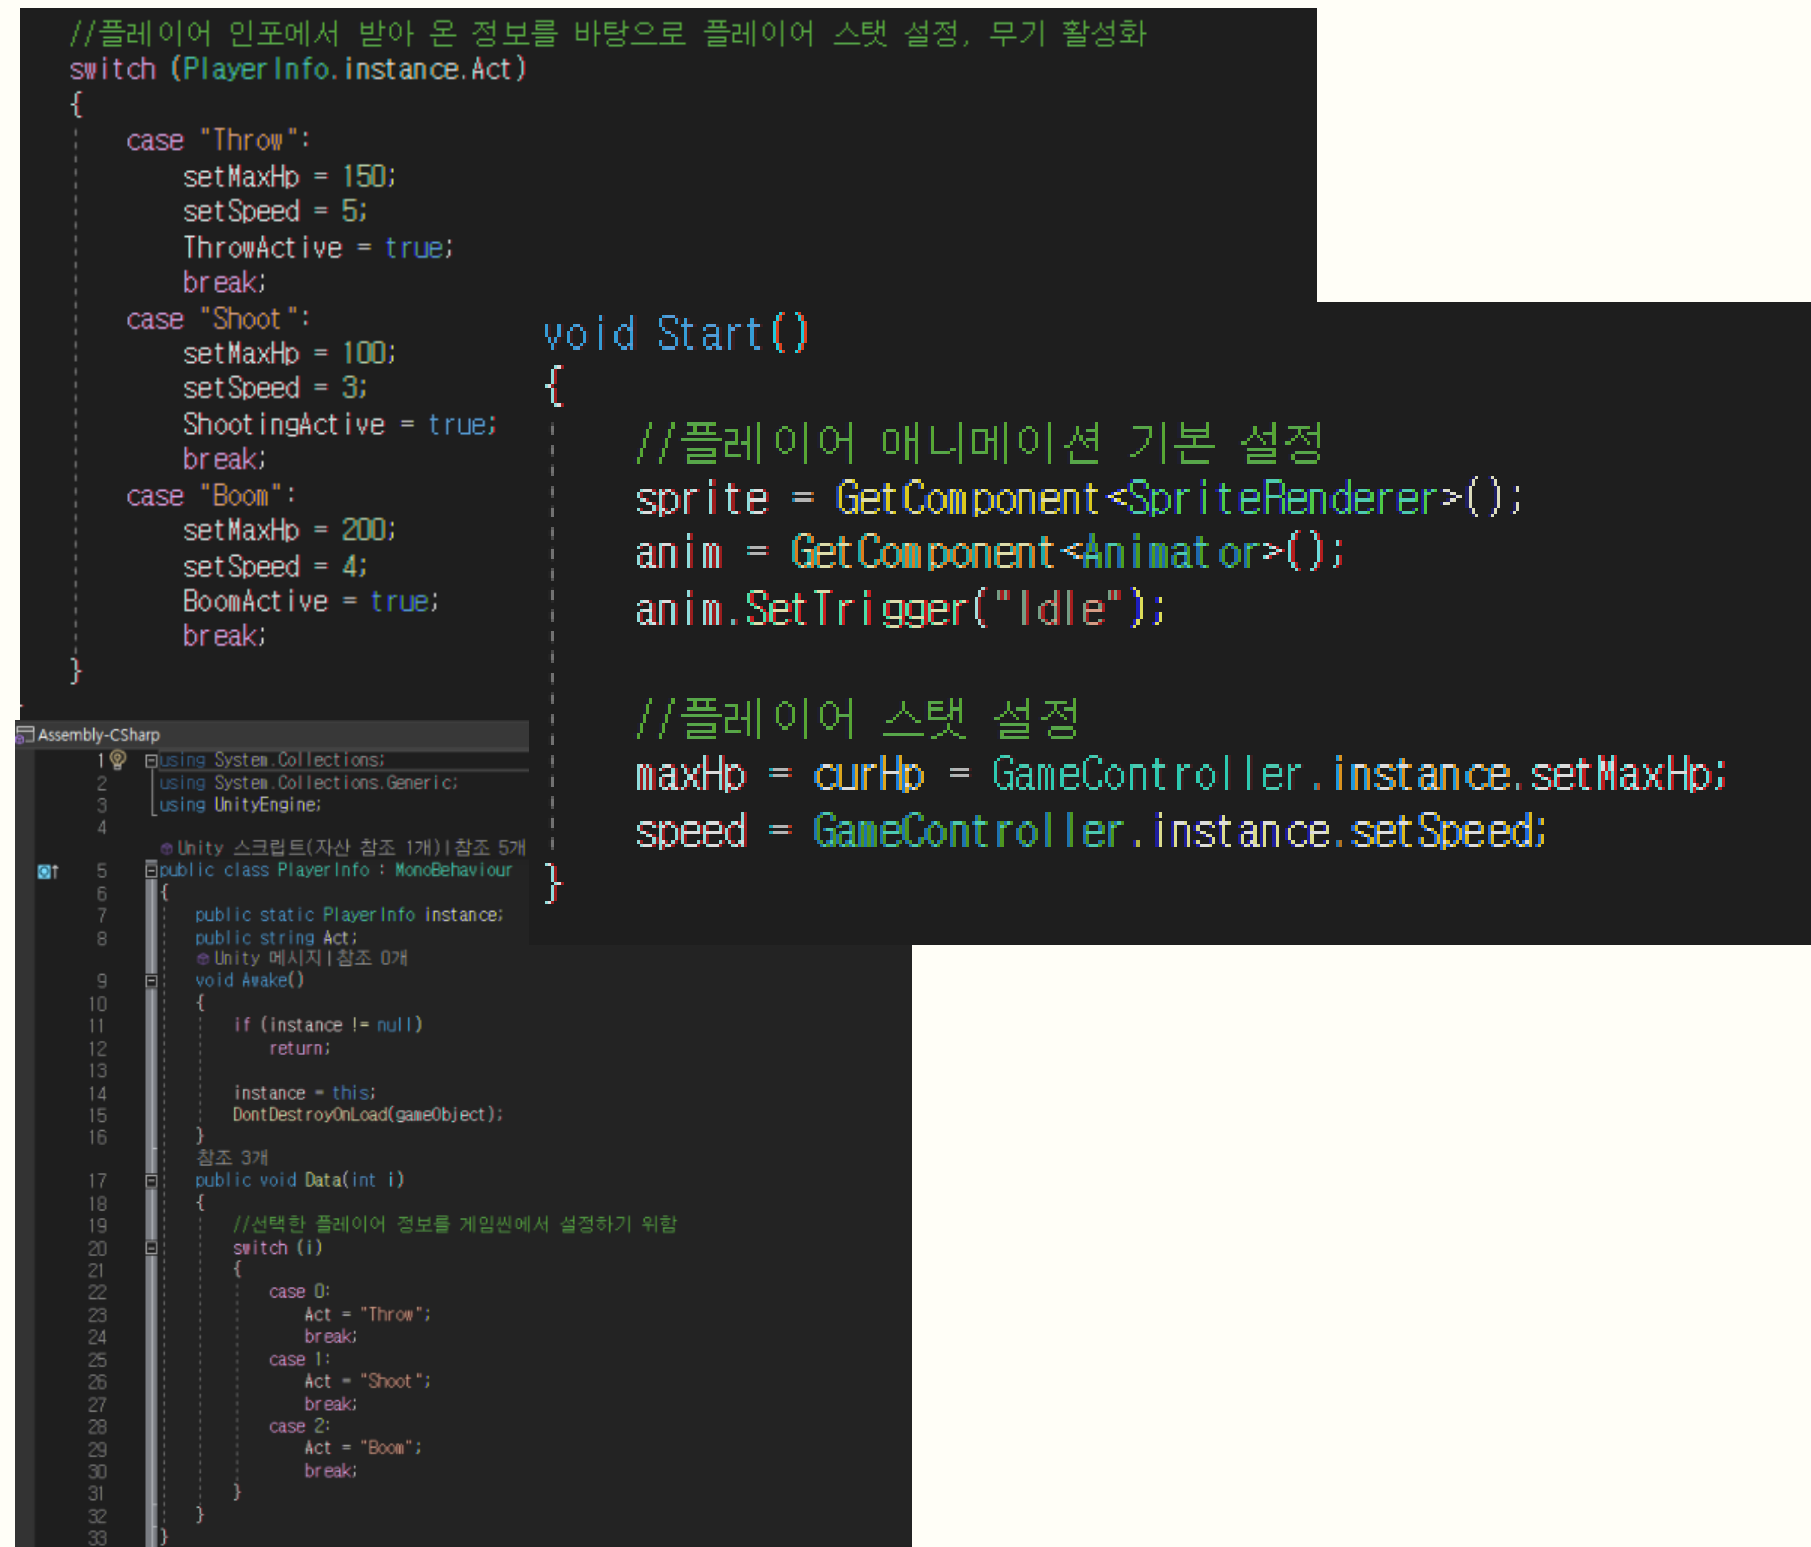 //플레이어 인포에서 받아 온 정보를 바탕으로 플레이어 스탯 설정, 무기 활성화
switch (PlayerInfo.instance.Act)
{
case "Throw":
setMaxHp = 150;
setSpeed = 5;
ThrowActive = true;
break;
case "Shoot":
setMaxHp = 100;
setSpeed = 3;
ShootingActive = true;
break;
case "Boom":
setMaxHp = 200;
setSpeed = 4;
BoomActive = true;
break;
}
void Start()
{
//플레이어 애니메이션 기본 설정
sprite = GetComponent<SpriteRenderer>();
anim = GetComponent<Animator>();
anim.SetTrigger("Idle");
//플레이어 스탯 설정
maxHp = curHp = GameController.instance.setMaxHp;
speed = GameController.instance.setSpeed;
}
Assembly-CSharp
1 using System.Collections;
2 using System.Collections.Generic;
3 using UnityEngine;
4
Unity 스크립트(자산 참조 1개)|참조 5개
5 public class PlayerInfo : MonoBehaviour
6 {
7 public static PlayerInfo instance;
8 public string Act;
Unity 메시지|참조 0개
9 void Awake()
10 {
11 if (instance != null)
12 return;
13
14 instance = this;
15 DontDestroyOnLoad(gameObject);
16 }
참조 3개
17 public void Data(int i)
18 {
19 //선택한 플레이어 정보를 게임씬에서 설정하기 위함
20 switch (i)
21 {
22 case 0:
23 Act = "Throw";
24 break;
25 case 1:
26 Act = "Shoot";
27 break;
28 case 2:
29 Act = "Boom";
30 break;
31 }
32 }
33 }